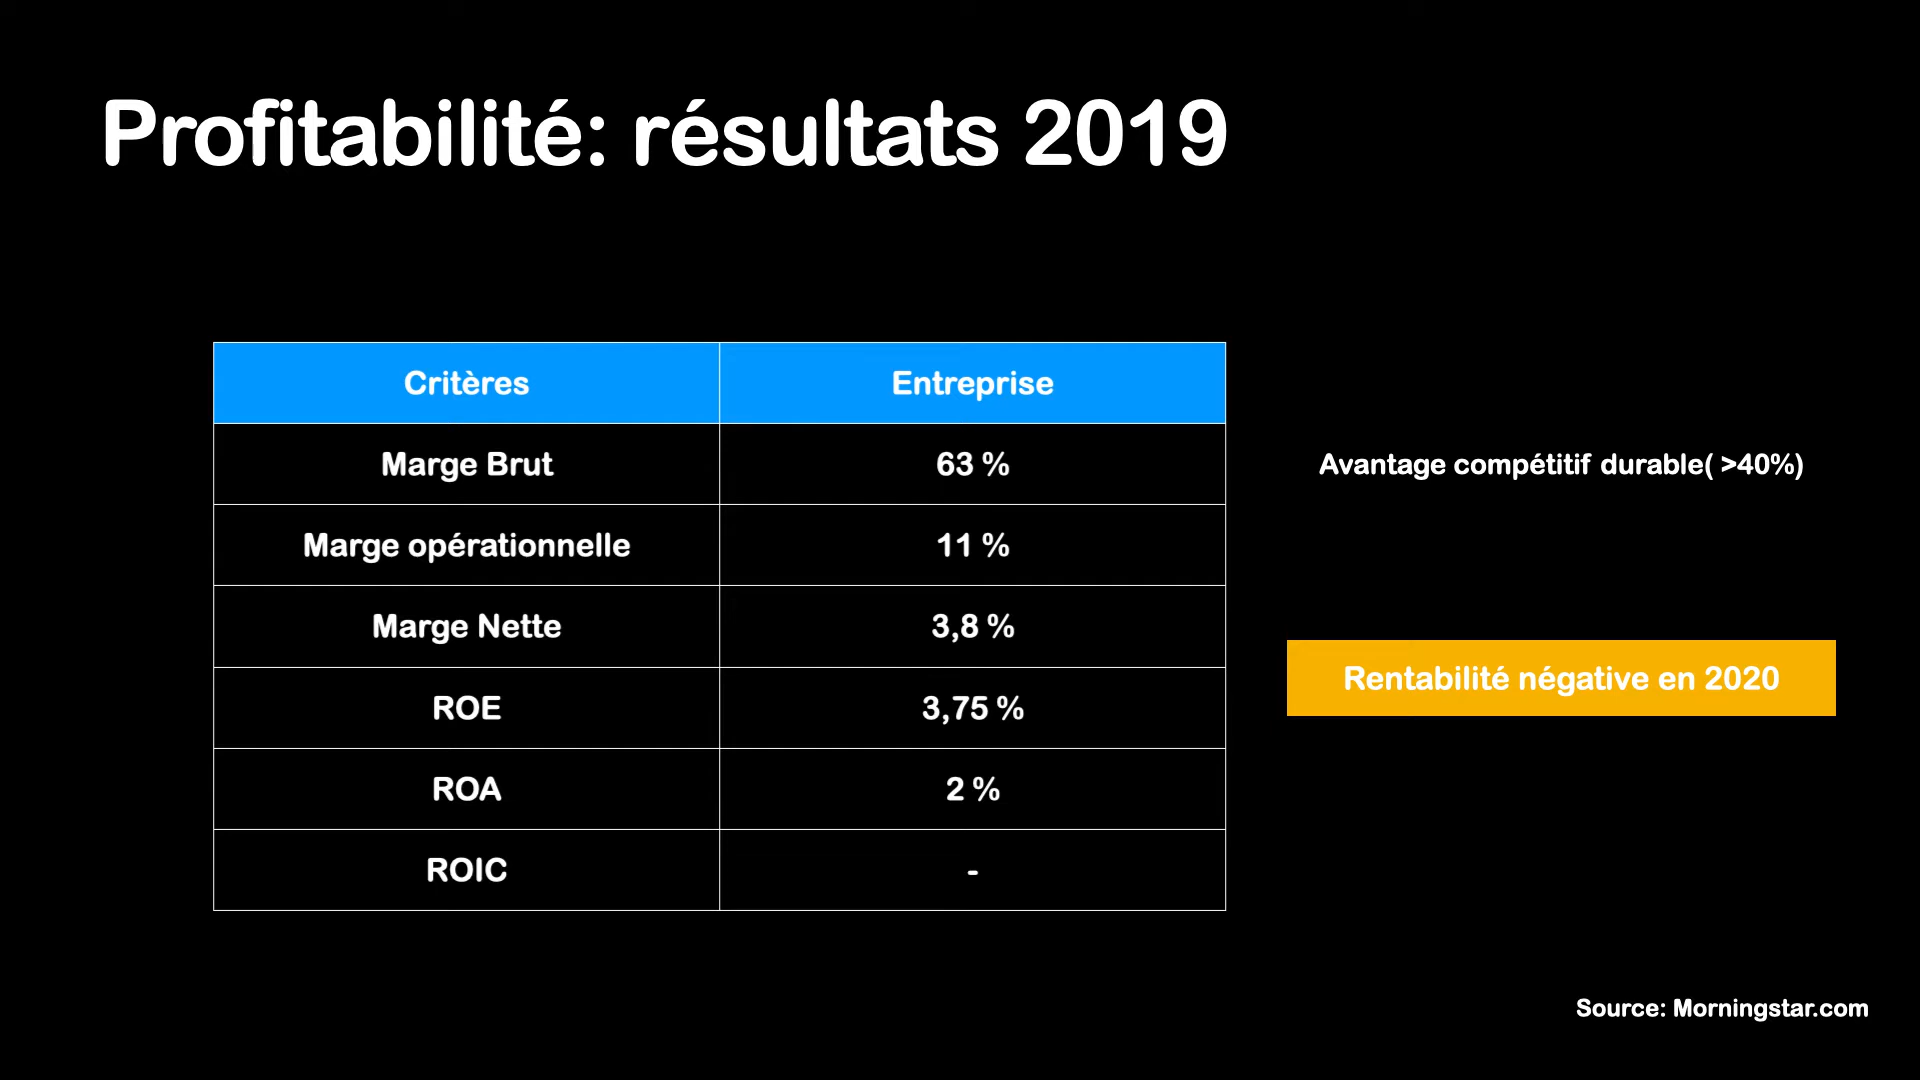 Profitabilité: résultats 2019
Critères Entreprise
Marge Brut 63 % Avantage compétitif durable( >40%)
Marge opérationnelle 11 %
Marge Nette 3,8 %
Rentabilité négative en 2020
ROE 3,75 %
ROA 2 %
ROIC -
Source: Morningstar.com